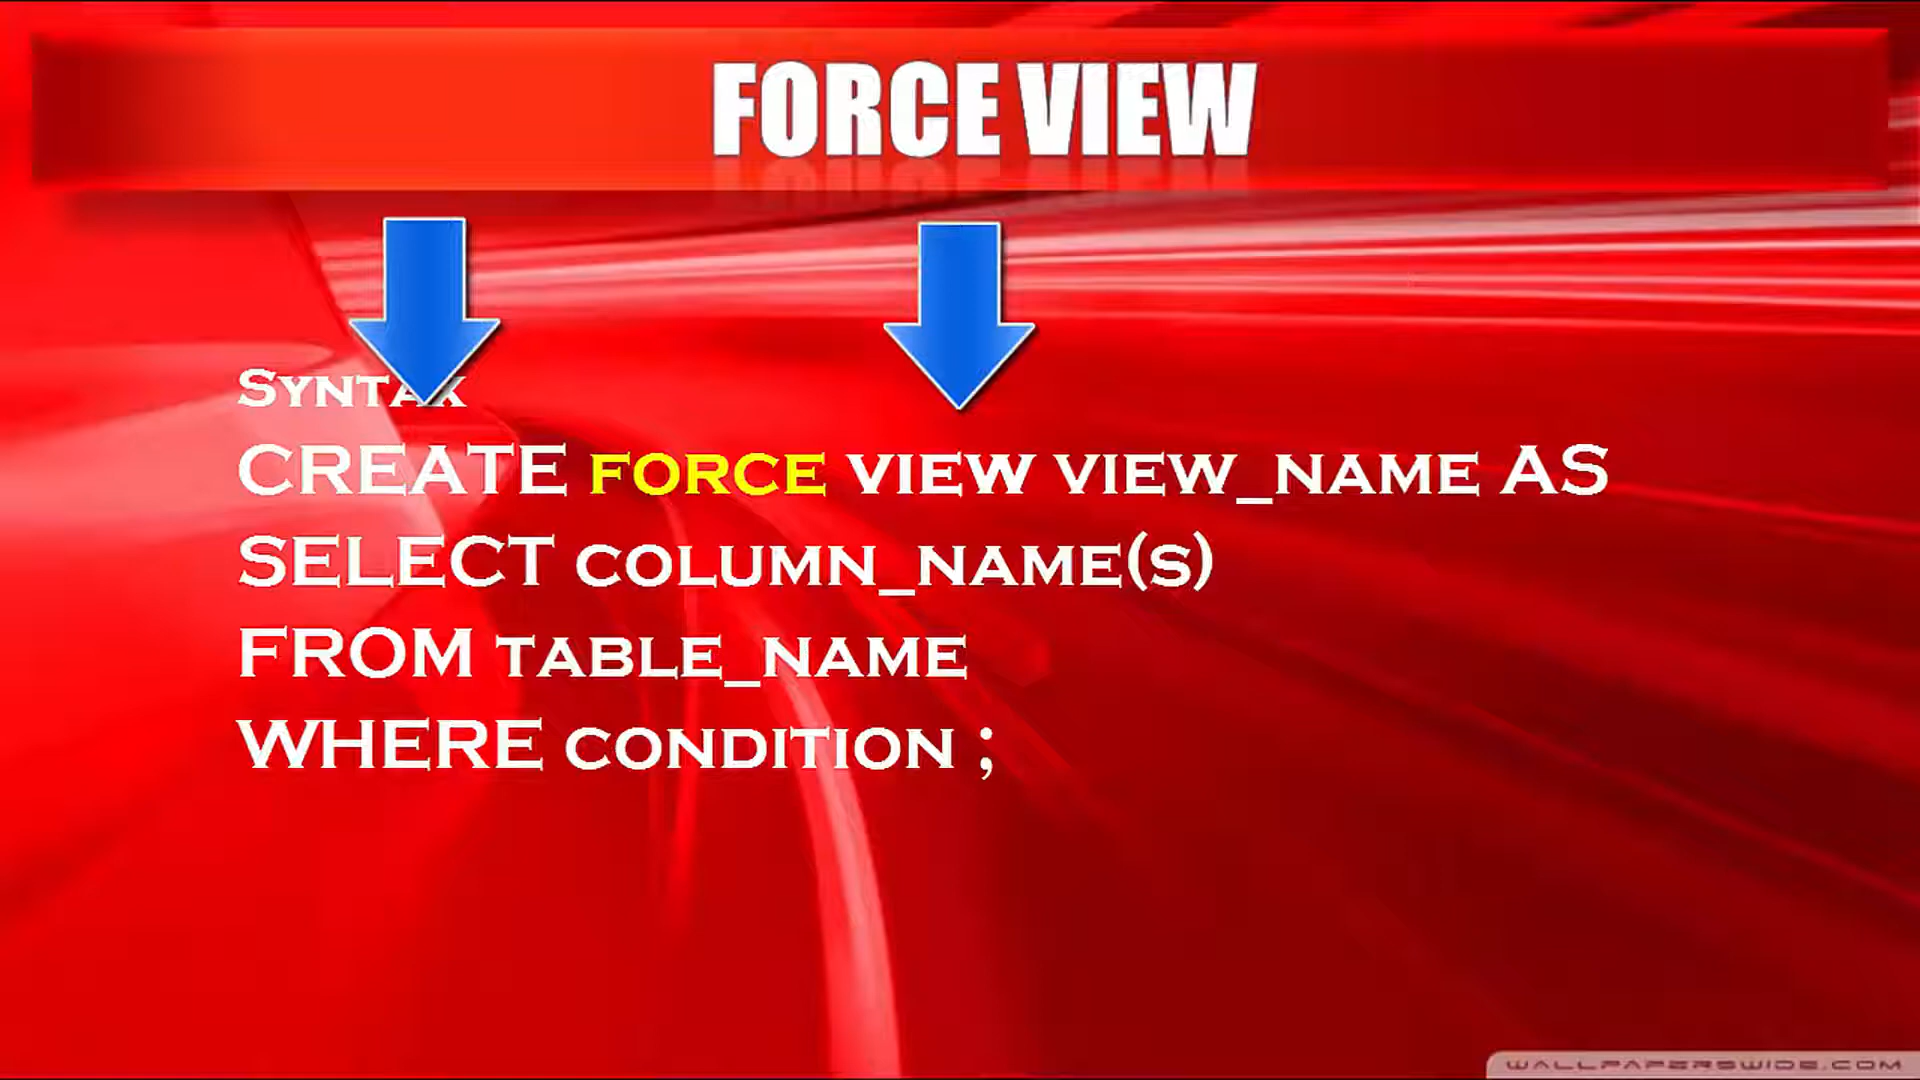 FORCE VIEW
Syntax
CREATE FORCE VIEW VIEW_NAME AS
SELECT COLUMN_NAME(S)
FROM TABLE_NAME
WHERE CONDITION ;
WALLPAPERSWIDE.COM